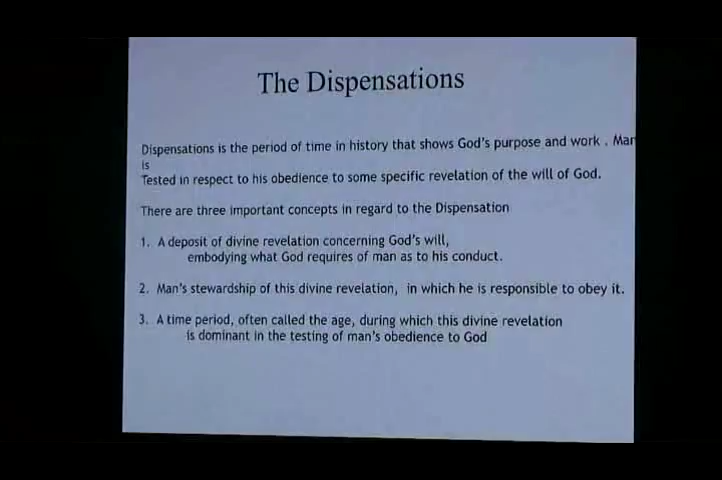 The Dispensations
Dispensations is the period of time in history that shows God's purpose and work . Man
is
Tested in respect to his obedience to some specific revelation of the will of God.
There are three important concepts in regard to the Dispensation
1. A deposit of divine revelation concerning God's will,
embodying what God requires of man as to his conduct.
2. Man's stewardship of this divine revelation, in which he is responsible to obey it.
3. A time period, often called the age, during which this divine revelation
is dominant in the testing of man's obedience to God